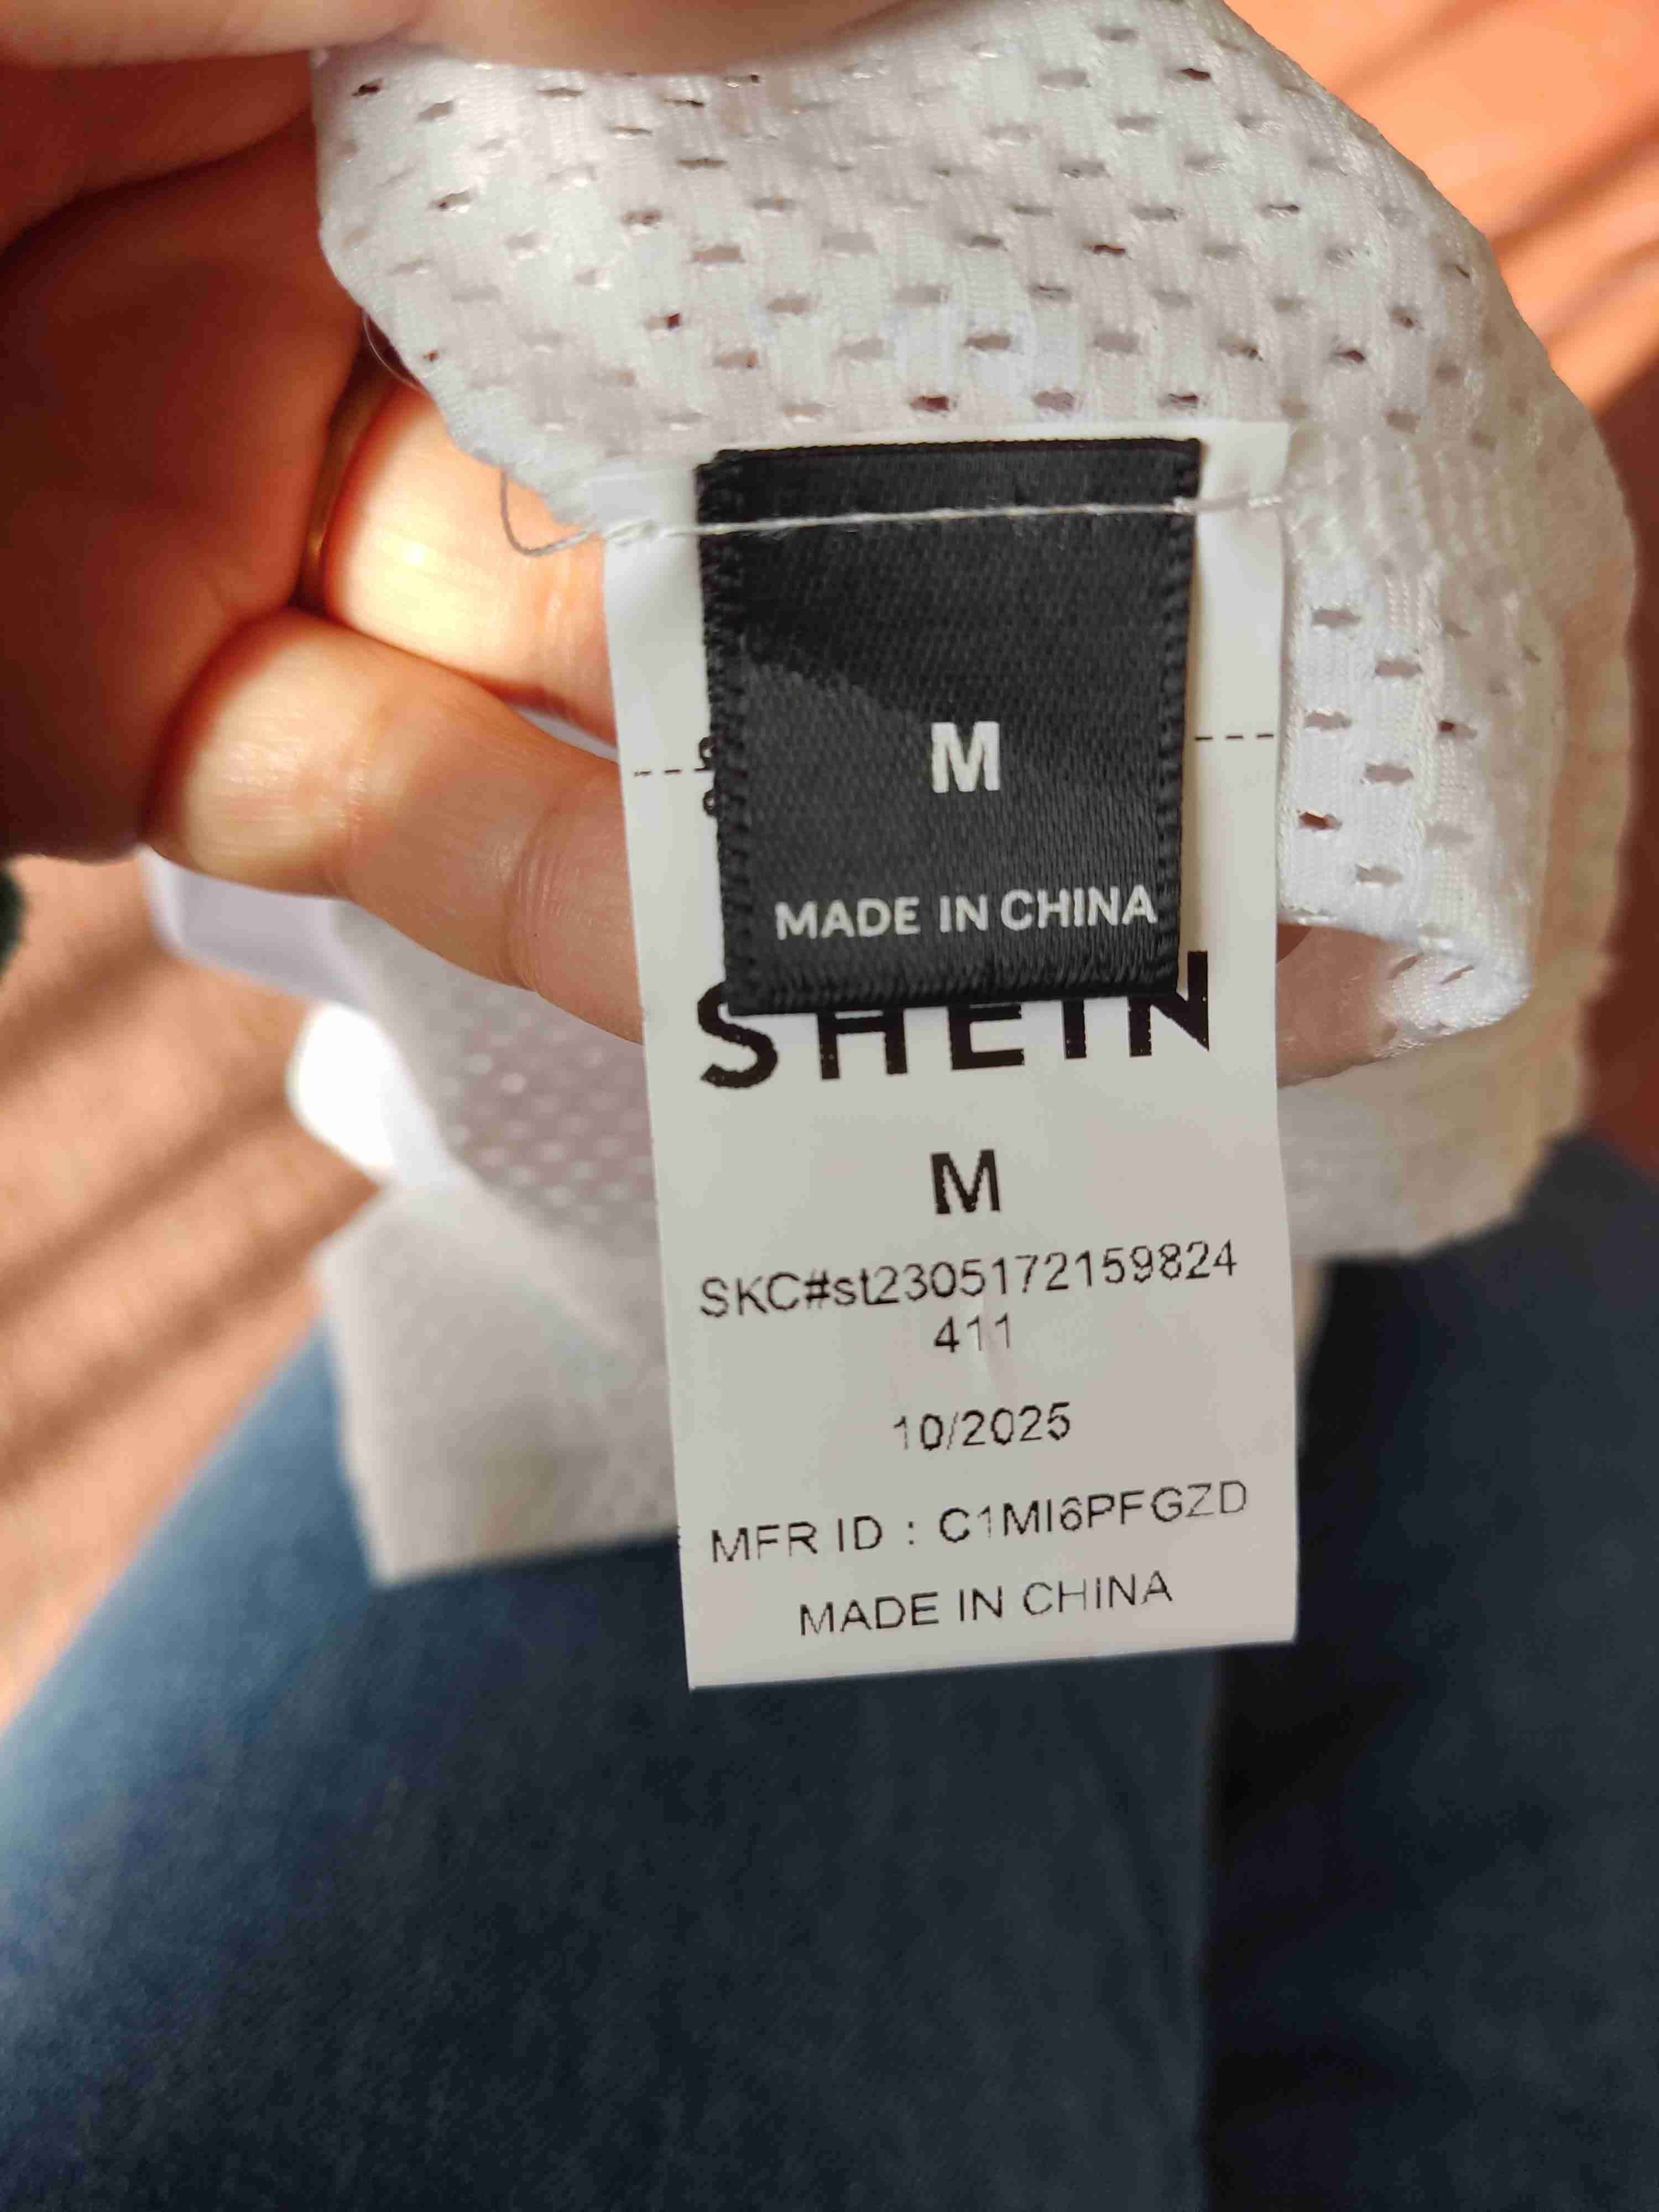 M
MADE IN CHINA
SHEIN
M
SKC#st2305172159824
411
10/2025
MFR ID : C1MI6PFGZD
MADE IN CHINA